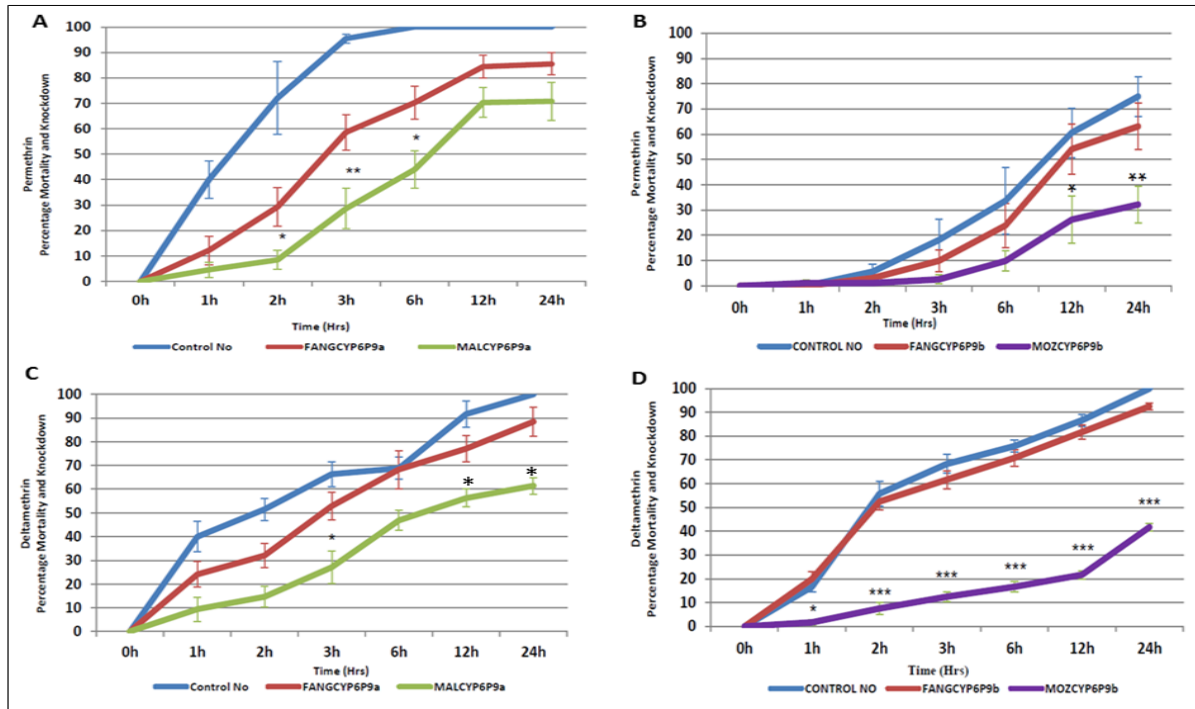 A
Permethrin
Percentage Mortality and Knockdown
100
90
80
70
60
50
40
30
20
10
0
*
**
*
0h 1h 2h 3h 6h 12h 24h
Time (Hrs)
Control No FANGCYP6P9a MALCYP6P9a
B
Permethrin
Percentage Mortality and Knockdown
100
90
80
70
60
50
40
30
20
10
0
*
**
0h 1h 2h 3h 6h 12h 24h
Time (Hrs)
CONTROL NO FANGCYP6P9b MOZCYP6P9b
C
Deltamethrin
Percentage Mortality and Knockdown
100
90
80
70
60
50
40
30
20
10
0
*
*
*
0h 1h 2h 3h 6h 12h 24h
Time (Hrs)
Control No FANGCYP6P9a MALCYP6P9a
D
Deltamethrin
Percentage Mortality and Knockdown
100
90
80
70
60
50
40
30
20
10
0
*
***
***
***
***
***
0h 1h 2h 3h 6h 12h 24h
Time (Hrs)
CONTROL NO FANGCYP6P9b MOZCYP6P9b